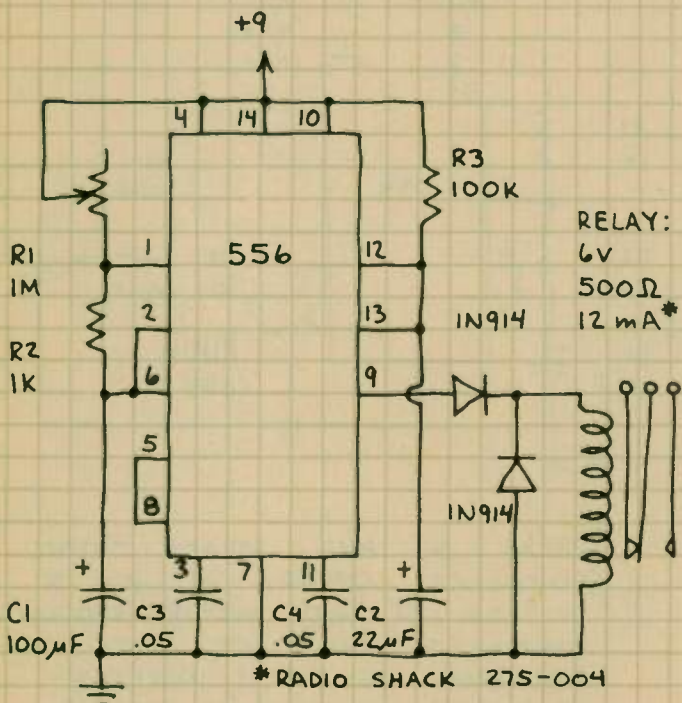 +9
4 14 10
R3
100K
RELAY:
6V
500Ω
12 mA*
R1
1M
1 556 12
2 13 1N914
R2
1K
6 9
5
8
1N914
+ 3 7 11 +
C1 C3 C4 C2
100µF .05 .05 22µF
*RADIO SHACK 275-004